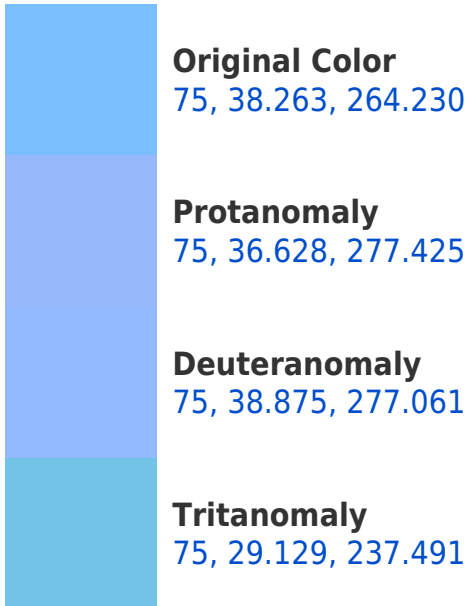 Original Color
75, 38.263, 264.230
Protanomaly
75, 36.628, 277.425
Deuteranomaly
75, 38.875, 277.061
Tritanomaly
75, 29.129, 237.491